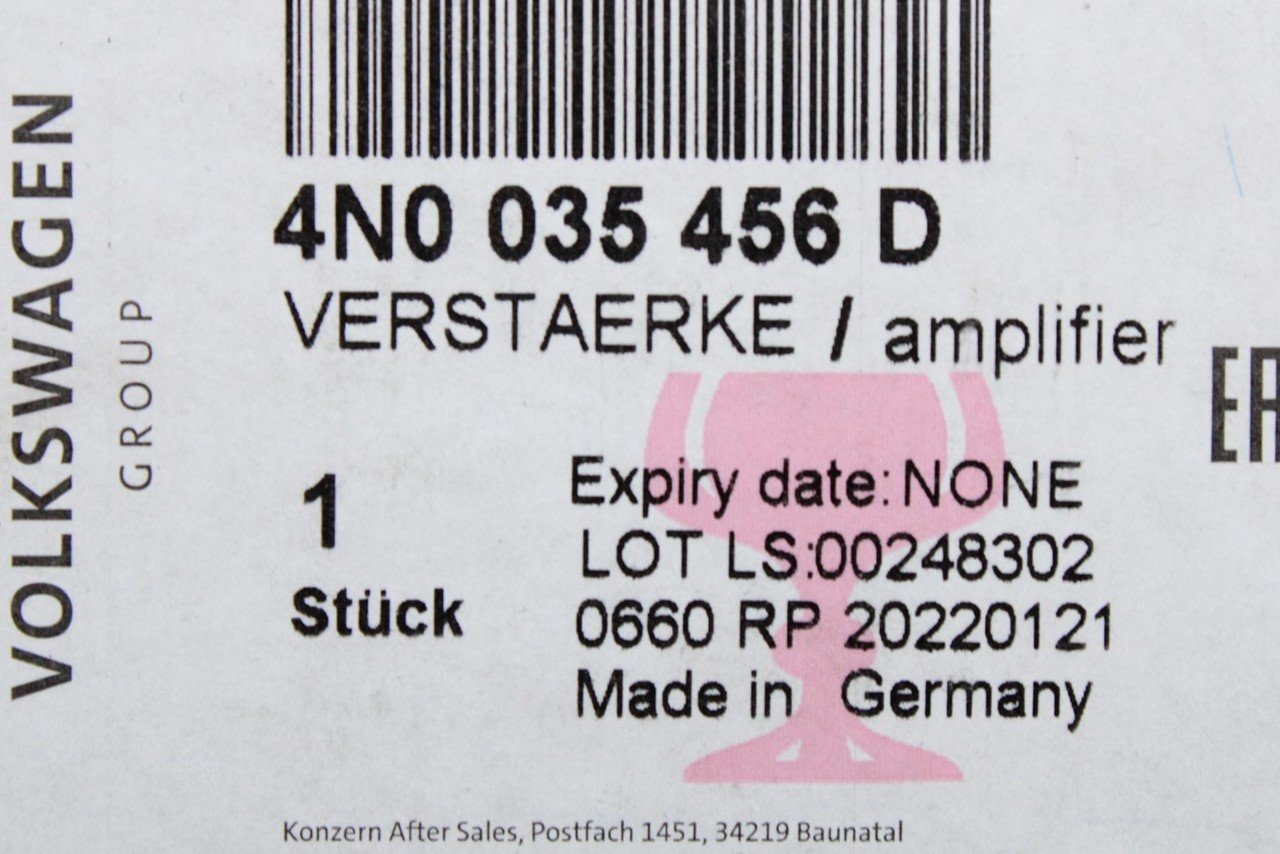 VOLKSWAGEN
GROUP
4N0 035 456 D
VERSTAERKE / amplifier
1
Stück
Expiry date: NONE
LOT LS:00248302
0660 RP 20220121
Made in Germany
Konzern After Sales, Postfach 1451, 34219 Baunatal